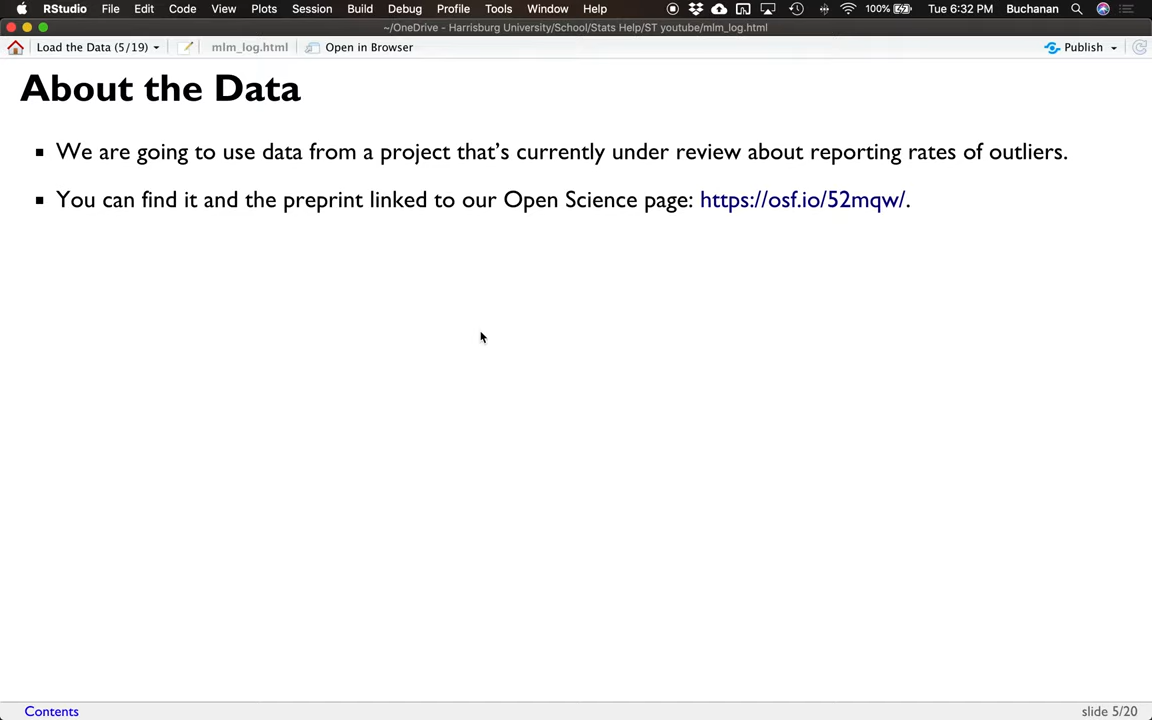 RStudio File Edit Code View Plots Session Build Debug Profile Tools Window Help 100% Tue 6:32 PM Buchanan
~/OneDrive - Harrisburg University/School/Stats Help/ST youtube/mlm_log.html
Load the Data (5/19) mlm_log.html Open in Browser Publish
About the Data
▪ We are going to use data from a project that's currently under review about reporting rates of outliers.
▪ You can find it and the preprint linked to our Open Science page: https://osf.io/52mqw/.
Contents slide 5/20